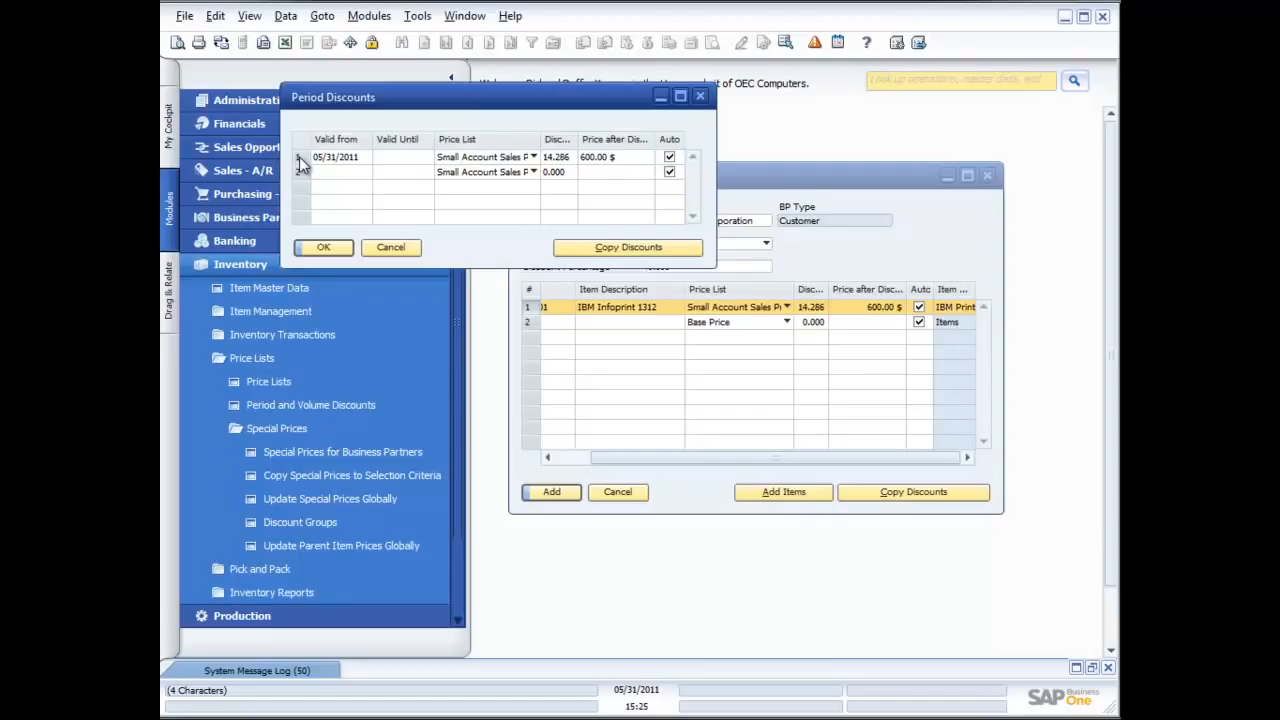 File Edit View Data Goto Modules Tools Window Help
of OEC Computers.
My Cockpit
Modules
Drag & Relate
Administrati
Financials
Sales Opport
Sales - A/R
Purchasing -
Business Par
Banking
Inventory
Item Master Data
Item Management
Inventory Transactions
Price Lists
Price Lists
Period and Volume Discounts
Special Prices
Special Prices for Business Partners
Copy Special Prices to Selection Criteria
Update Special Prices Globally
Discount Groups
Update Parent Item Prices Globally
Pick and Pack
Inventory Reports
Production
Period Discounts
Valid from Valid Until Price List Disc... Price after Dis... Auto
1 05/31/2011 Small Account Sales P 14.286 600.00 $
2 Small Account Sales P 0.000
OK Cancel Copy Discounts
BP Type
poration Customer
# Item Description Price List Disc... Price after Disc... Auto Item ...
1 01 IBM Infoprint 1312 Small Account Sales Pi 14.286 600.00 $ IBM Print
2 Base Price 0.000 Items
Add Cancel Add Items Copy Discounts
System Message Log (50)
(4 Characters) 05/31/2011
15:25
SAP Business One